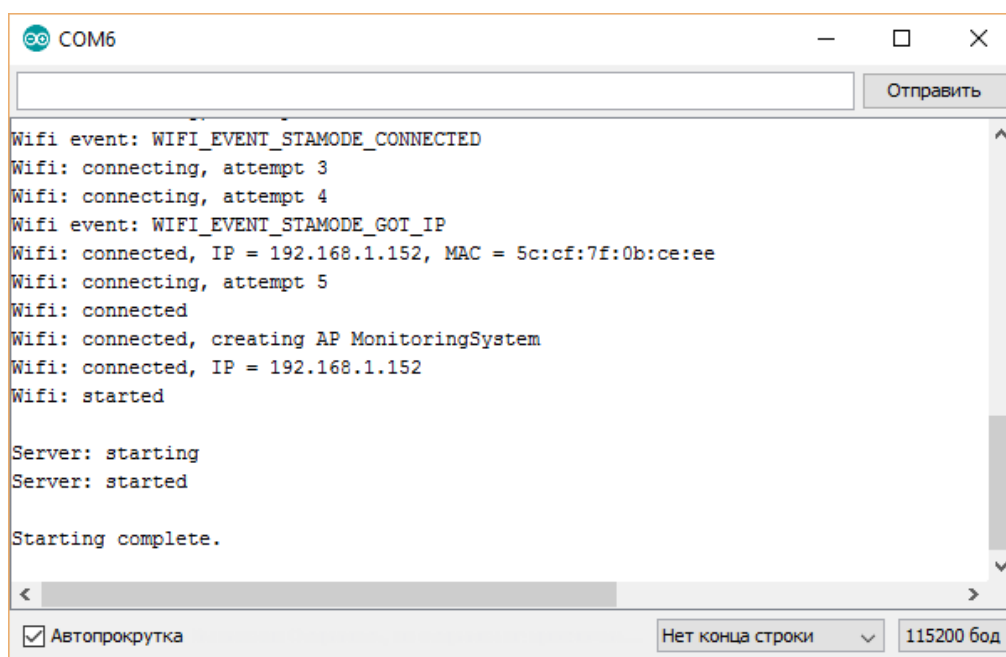 COM6
Отправить
Wifi event: WIFI_EVENT_STAMODE_CONNECTED
Wifi: connecting, attempt 3
Wifi: connecting, attempt 4
Wifi event: WIFI_EVENT_STAMODE_GOT_IP
Wifi: connected, IP = 192.168.1.152, MAC = 5c:cf:7f:0b:ce:ee
Wifi: connecting, attempt 5
Wifi: connected
Wifi: connected, creating AP MonitoringSystem
Wifi: connected, IP = 192.168.1.152
Wifi: started
Server: starting
Server: started
Starting complete.
Автопрокрутка Нет конца строки 115200 бод